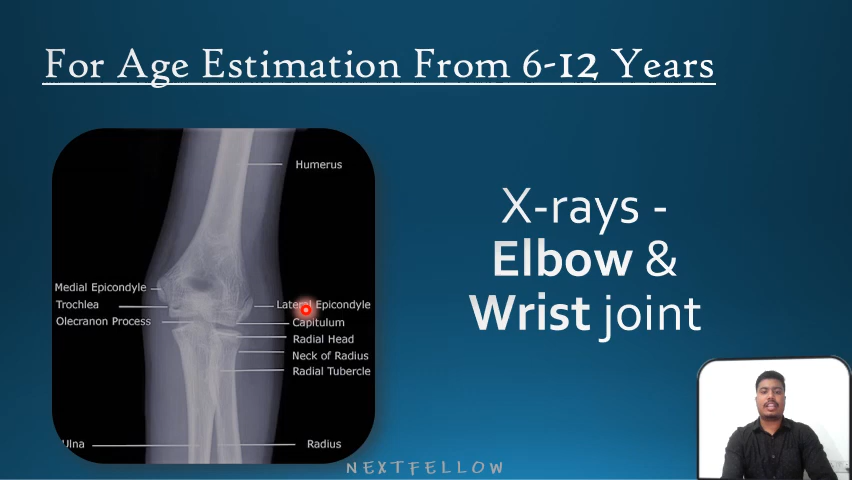 For Age Estimation From 6-12 Years
Humerus
Medial Epicondyle
Trochlea
Olecranon Process
Lateral Epicondyle
Capitulum
Radial Head
Neck of Radius
Radial Tubercle
Ulna
Radius
X-rays -
Elbow &
Wrist joint
NEXTFELLOW